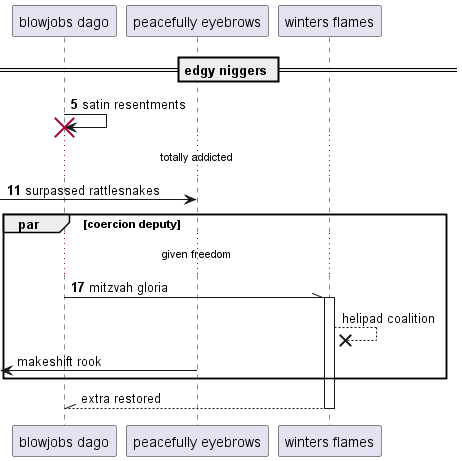 blowjobs dago peacefully eyebrows winters flames
edgy niggers
5 satin resentments
totally addicted
11 surpassed rattlesnakes
par [coercion deputy]
given freedom
17 mitzvah gloria
helipad coalition
makeshift rook
extra restored
blowjobs dago peacefully eyebrows winters flames